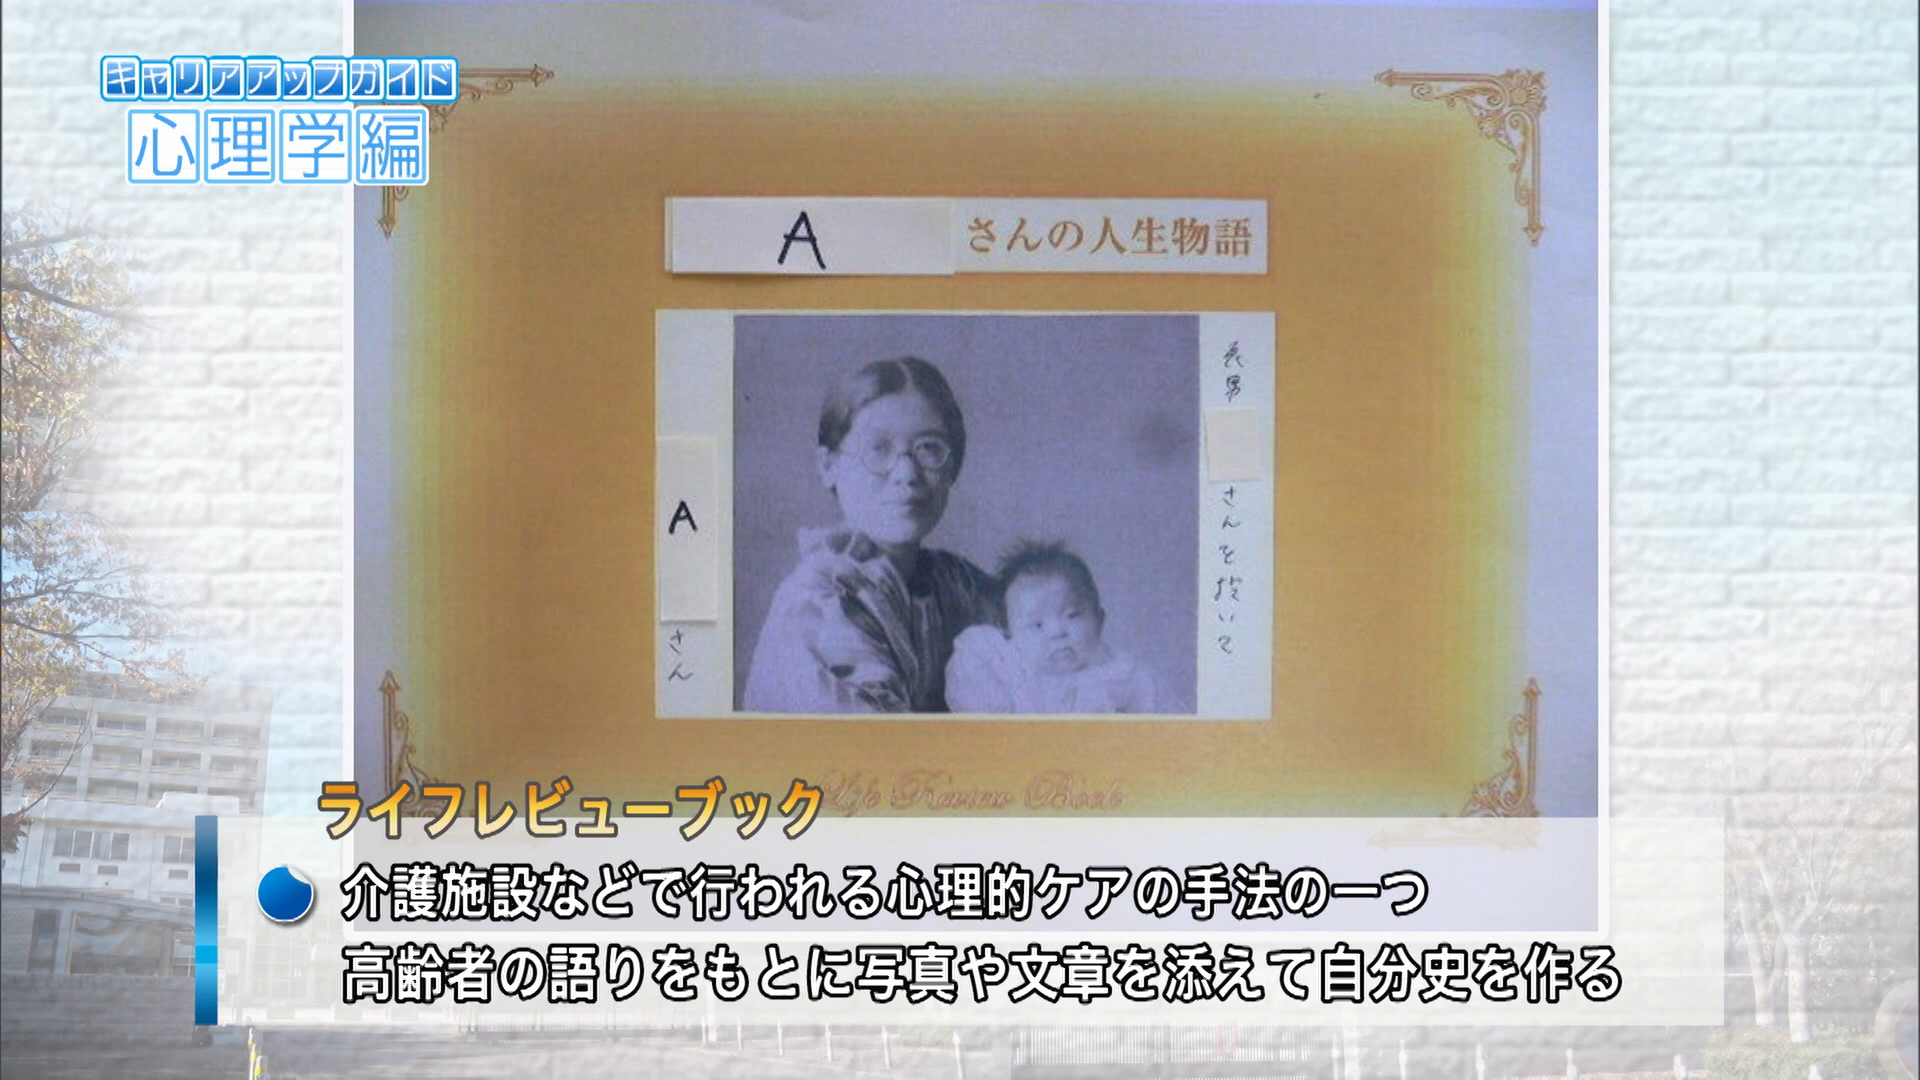 キャリアアップガイド
心理学編
A さんの人生物語
A さん
長男 さんを抱いて
Life Review Book
ライフレビューブック
介護施設などで行われる心理的ケアの手法の一つ
高齢者の語りをもとに写真や文章を添えて自分史を作る